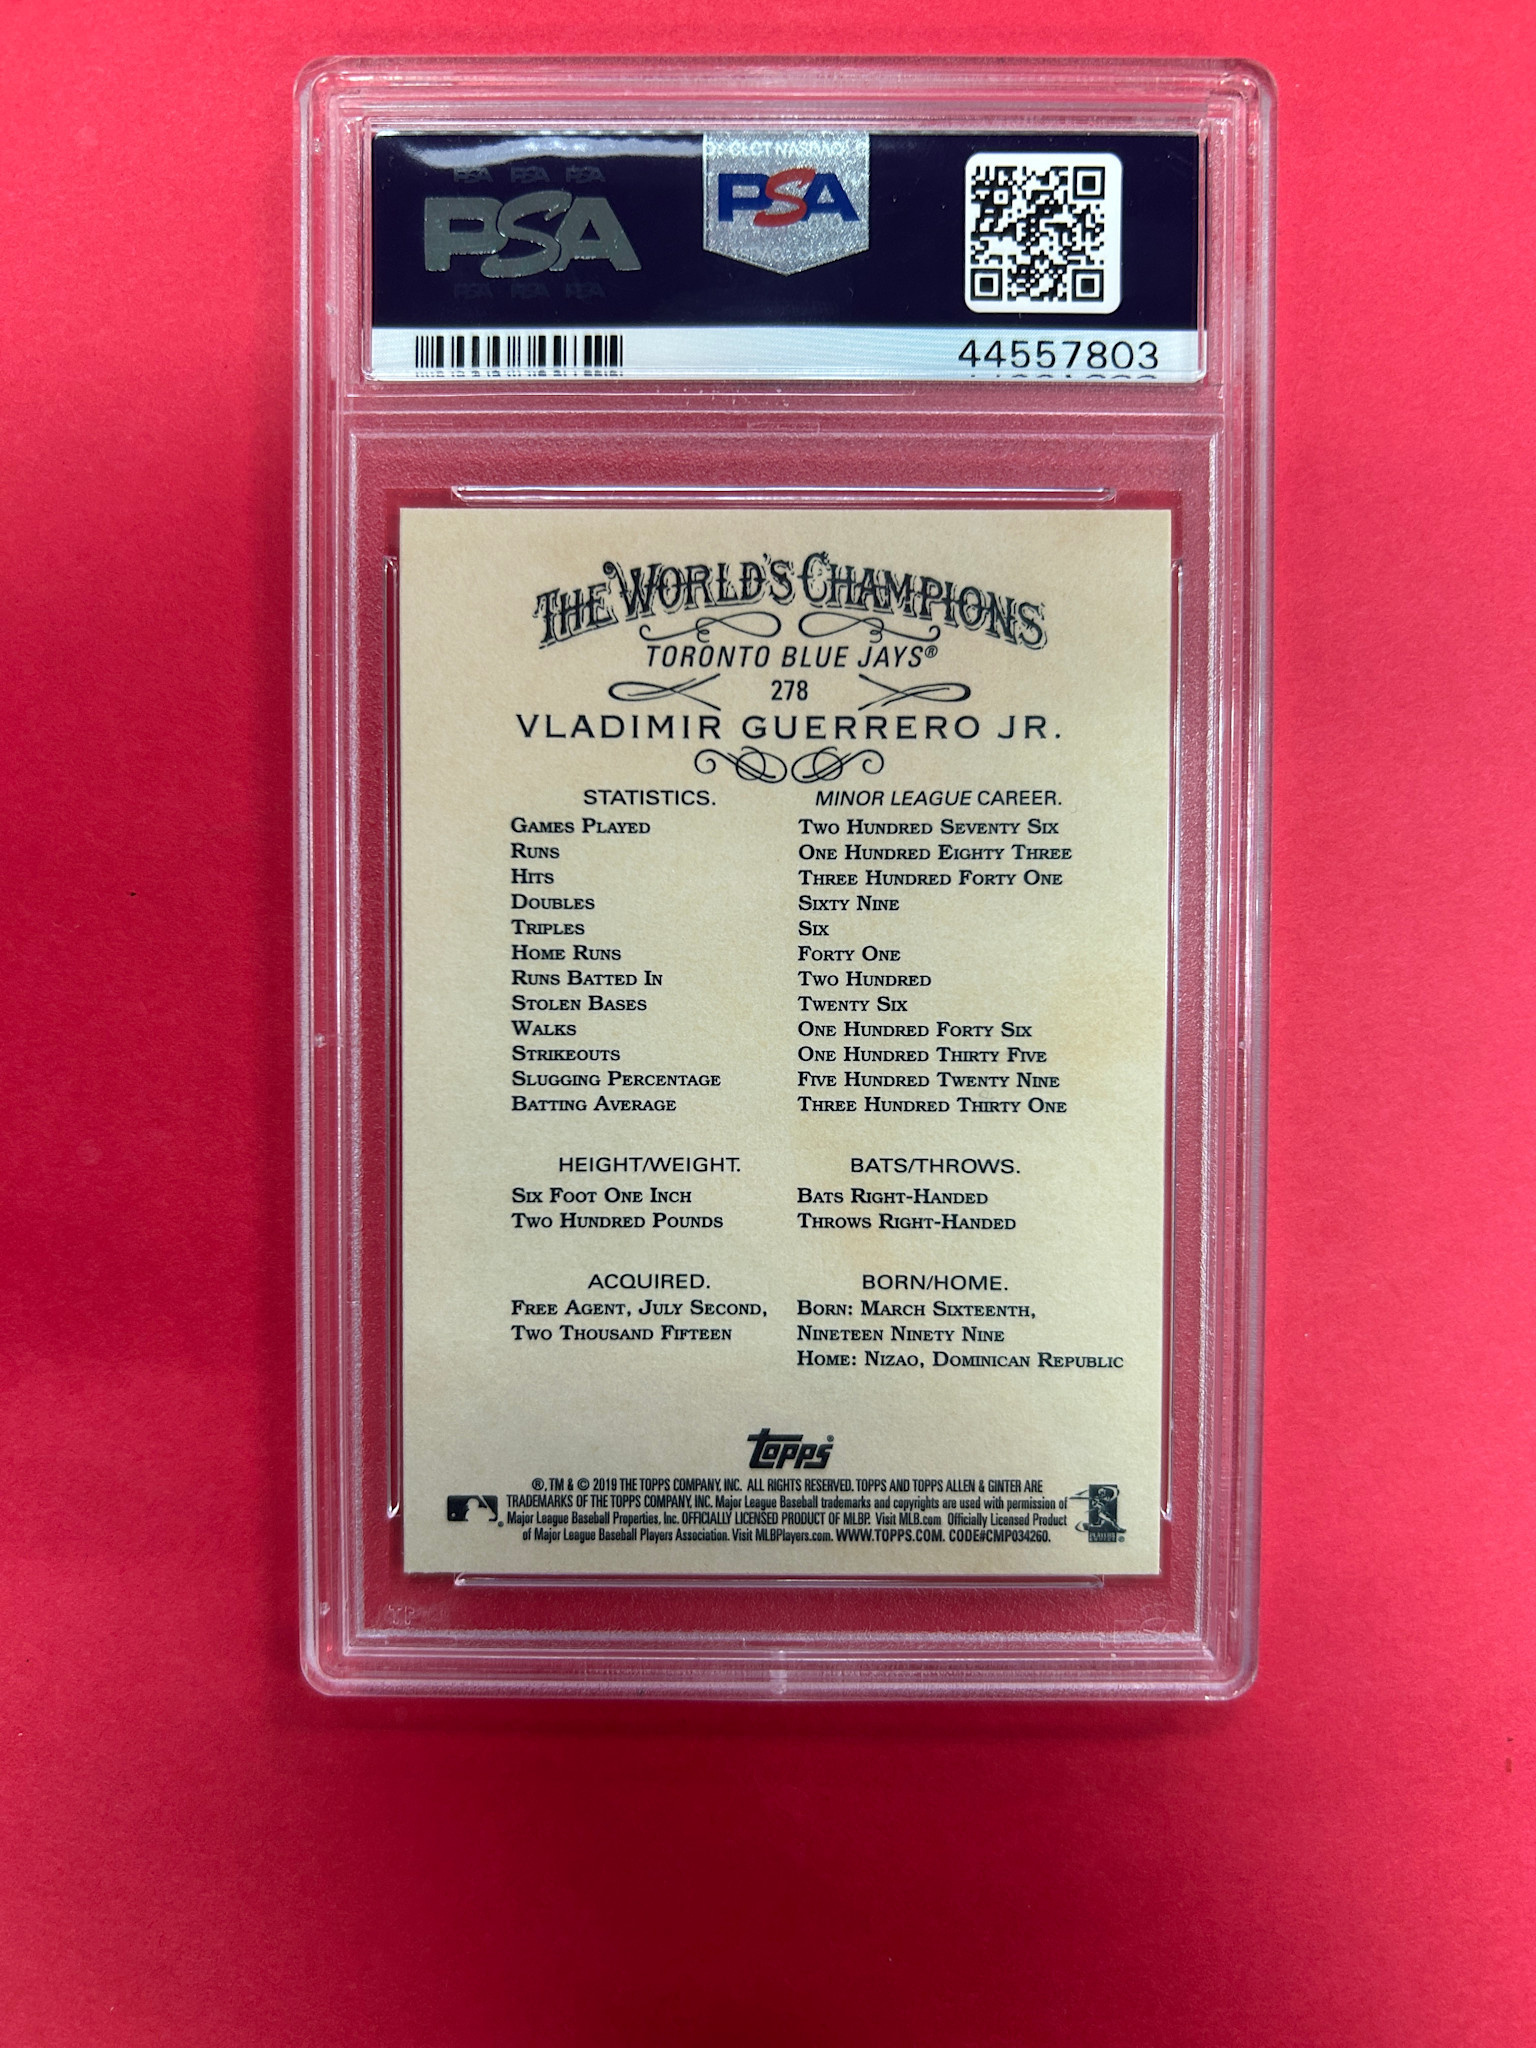 CLCT NASDAQ
PSA PSA PSA
PSA
PSA
PSA PSA PSA
44557803
THE WORLD'S CHAMPIONS
TORONTO BLUE JAYS®
278
VLADIMIR GUERRERO JR.
STATISTICS. MINOR LEAGUE CAREER.
GAMES PLAYED TWO HUNDRED SEVENTY SIX
RUNS ONE HUNDRED EIGHTY THREE
HITS THREE HUNDRED FORTY ONE
DOUBLES SIXTY NINE
TRIPLES SIX
HOME RUNS FORTY ONE
RUNS BATTED IN TWO HUNDRED
STOLEN BASES TWENTY SIX
WALKS ONE HUNDRED FORTY SIX
STRIKEOUTS ONE HUNDRED THIRTY FIVE
SLUGGING PERCENTAGE FIVE HUNDRED TWENTY NINE
BATTING AVERAGE THREE HUNDRED THIRTY ONE
HEIGHT/WEIGHT. BATS/THROWS.
SIX FOOT ONE INCH BATS RIGHT-HANDED
TWO HUNDRED POUNDS THROWS RIGHT-HANDED
ACQUIRED. BORN/HOME.
FREE AGENT, JULY SECOND, BORN: MARCH SIXTEENTH,
TWO THOUSAND FIFTEEN NINETEEN NINETY NINE
HOME: NIZAO, DOMINICAN REPUBLIC
topps®
®, TM & © 2019 THE TOPPS COMPANY, INC. ALL RIGHTS RESERVED. TOPPS AND TOPPS ALLEN & GINTER ARE
TRADEMARKS OF THE TOPPS COMPANY, INC. Major League Baseball trademarks and copyrights are used with permission of
Major League Baseball Properties, Inc. OFFICIALLY LICENSED PRODUCT OF MLBP. Visit MLB.com Officially Licensed Product
of Major League Baseball Players Association. Visit MLBPlayers.com. WWW.TOPPS.COM. CODE#CMP034260.